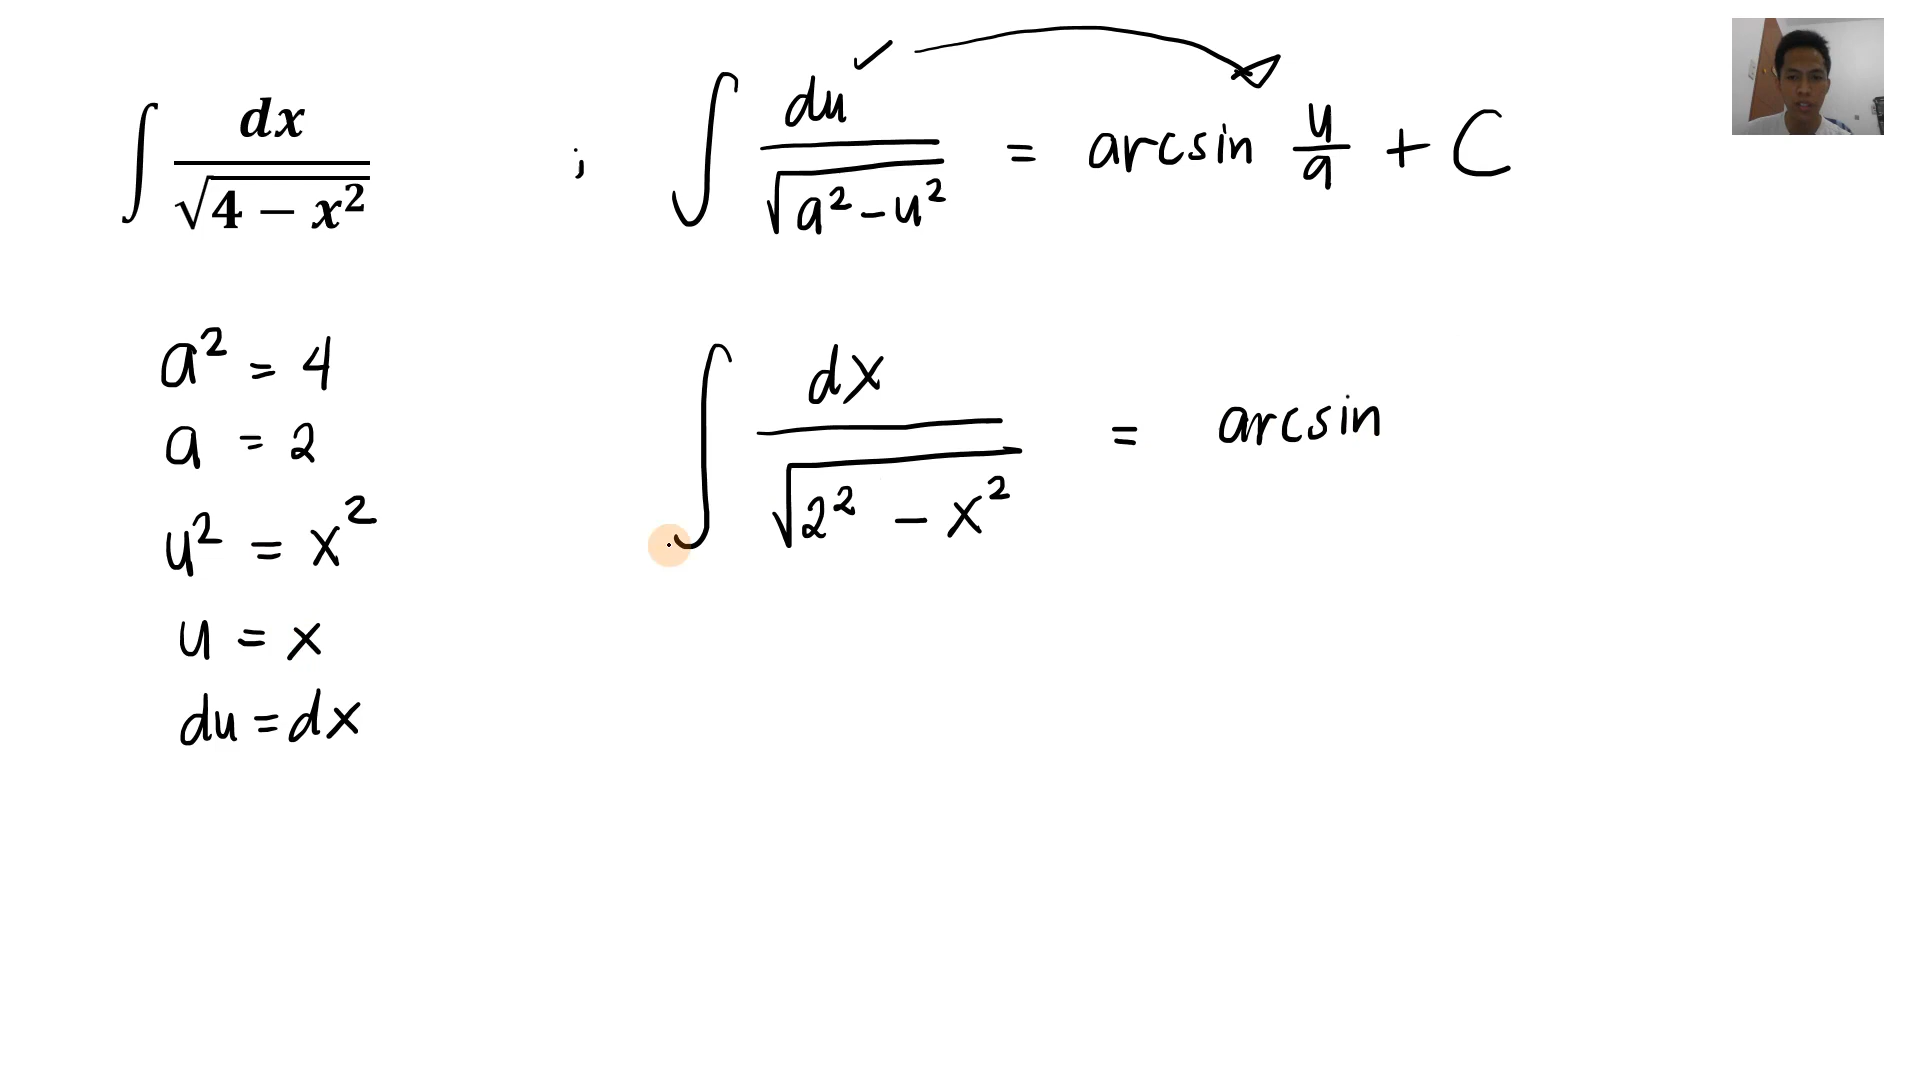 ∫ dx / √(4 − x²) ; ∫ du / √(a² − u²) = arcsin u/a + C
a² = 4
a = 2
u² = x²
u = x
du = dx
∫ dx / √(2² − x²) = arcsin